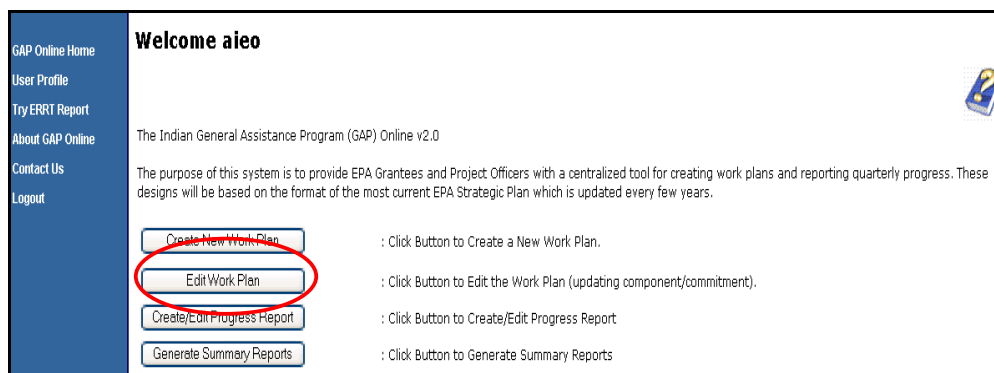 GAP Online Home
User Profile
Try ERRT Report
About GAP Online
Contact Us
Logout
Welcome aieo
The Indian General Assistance Program (GAP) Online v2.0
The purpose of this system is to provide EPA Grantees and Project Officers with a centralized tool for creating work plans and reporting quarterly progress. These
designs will be based on the format of the most current EPA Strategic Plan which is updated every few years.
Create New Work Plan : Click Button to Create a New Work Plan.
Edit Work Plan : Click Button to Edit the Work Plan (updating component/commitment).
Create/Edit Progress Report : Click Button to Create/Edit Progress Report
Generate Summary Reports : Click Button to Generate Summary Reports